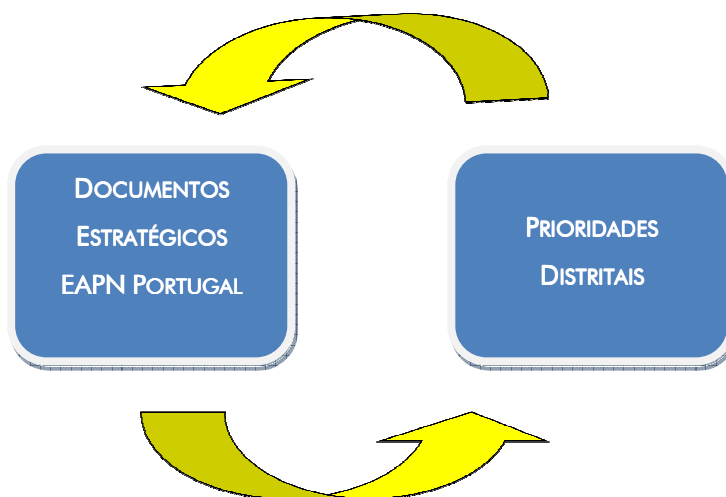 DOCUMENTOS
ESTRATÉGICOS
EAPN PORTUGAL
PRIORIDADES
DISTRITAIS